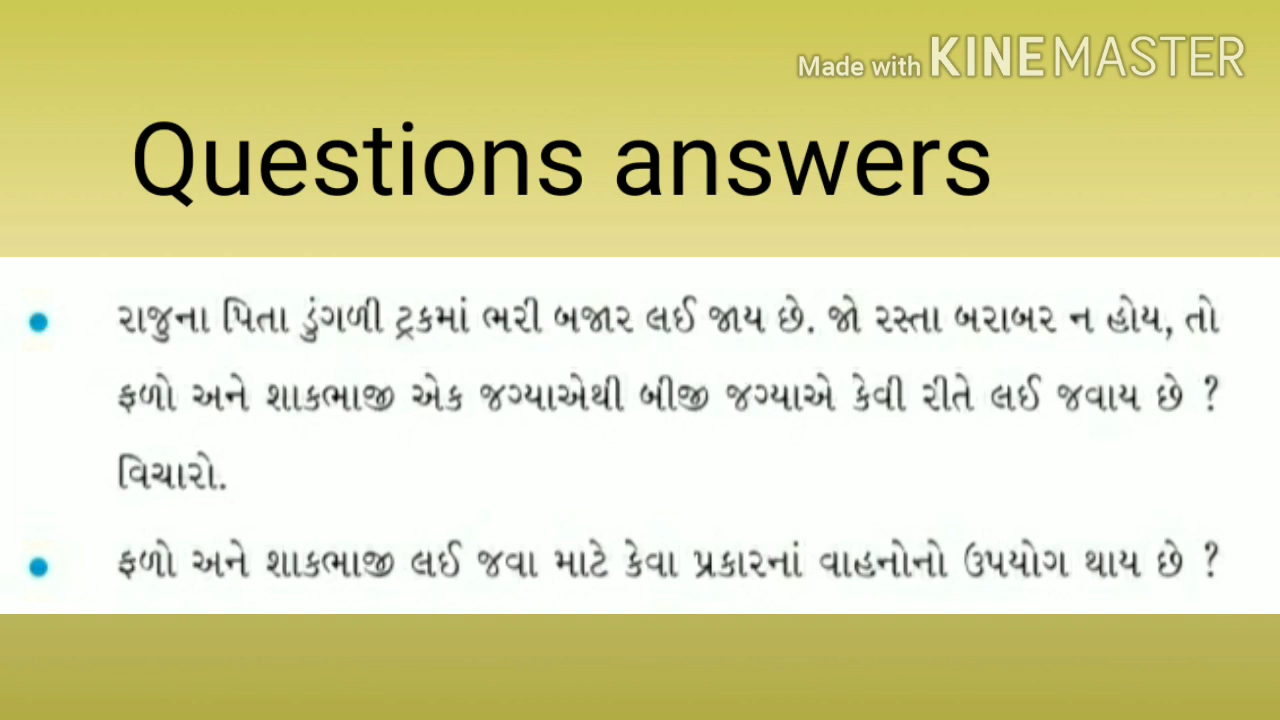 Made with KINEMASTER
Questions answers
• રાજુના પિતા ડુંગળી ટ્રકમાં ભરી બજાર લઈ જાય છે. જો રસ્તા બરાબર ન હોય, તો
ફળો અને શાકભાજી એક જગ્યાએથી બીજી જગ્યાએ કેવી રીતે લઈ જવાય છે ?
વિચારો.
• ફળો અને શાકભાજી લઈ જવા માટે કેવા પ્રકારનાં વાહનોનો ઉપયોગ થાય છે ?